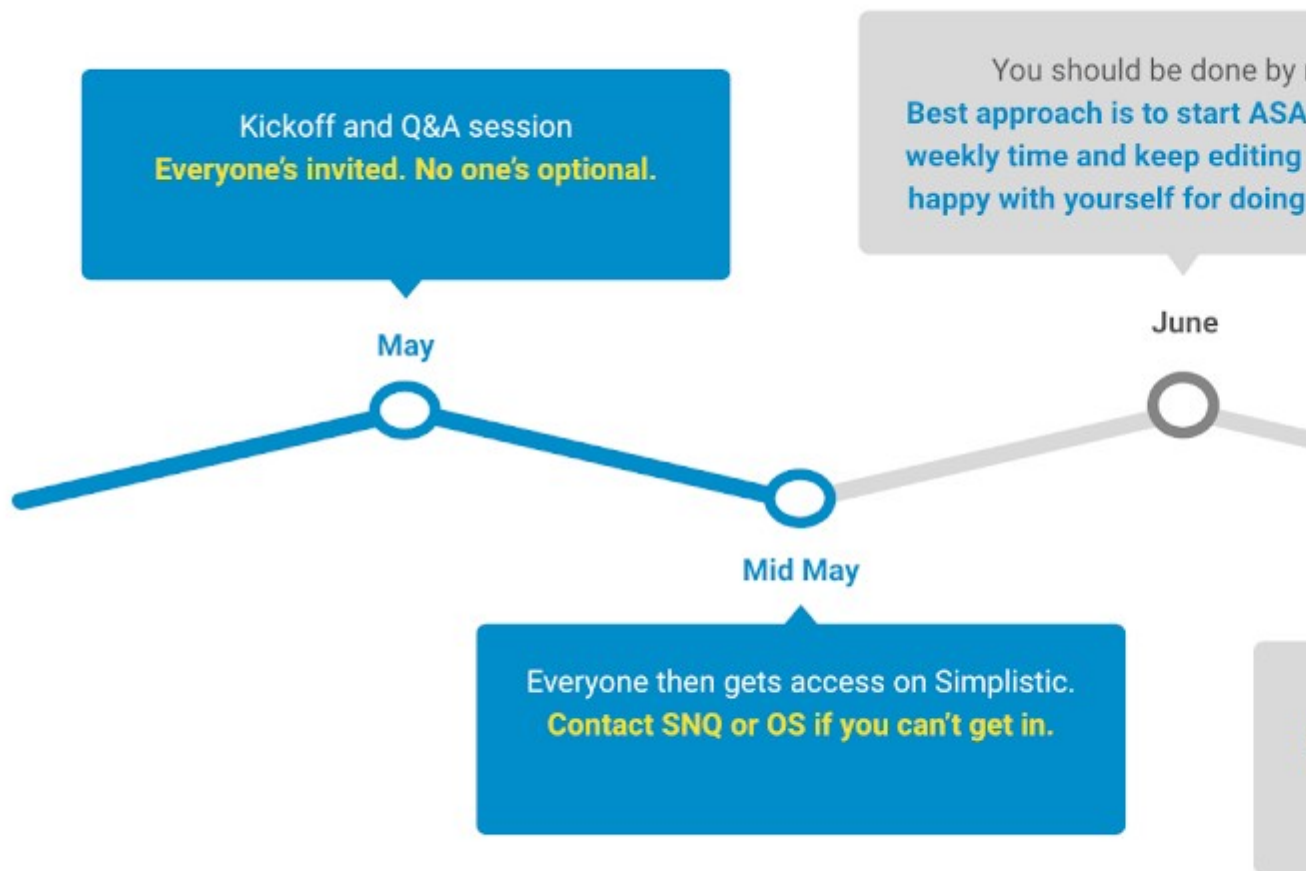 Kickoff and Q&A session
Everyone's invited. No one's optional.
May
You should be done by
Best approach is to start ASA
weekly time and keep editing
happy with yourself for doing
June
Mid May
Everyone then gets access on Simplistic.
Contact SNQ or OS if you can't get in.